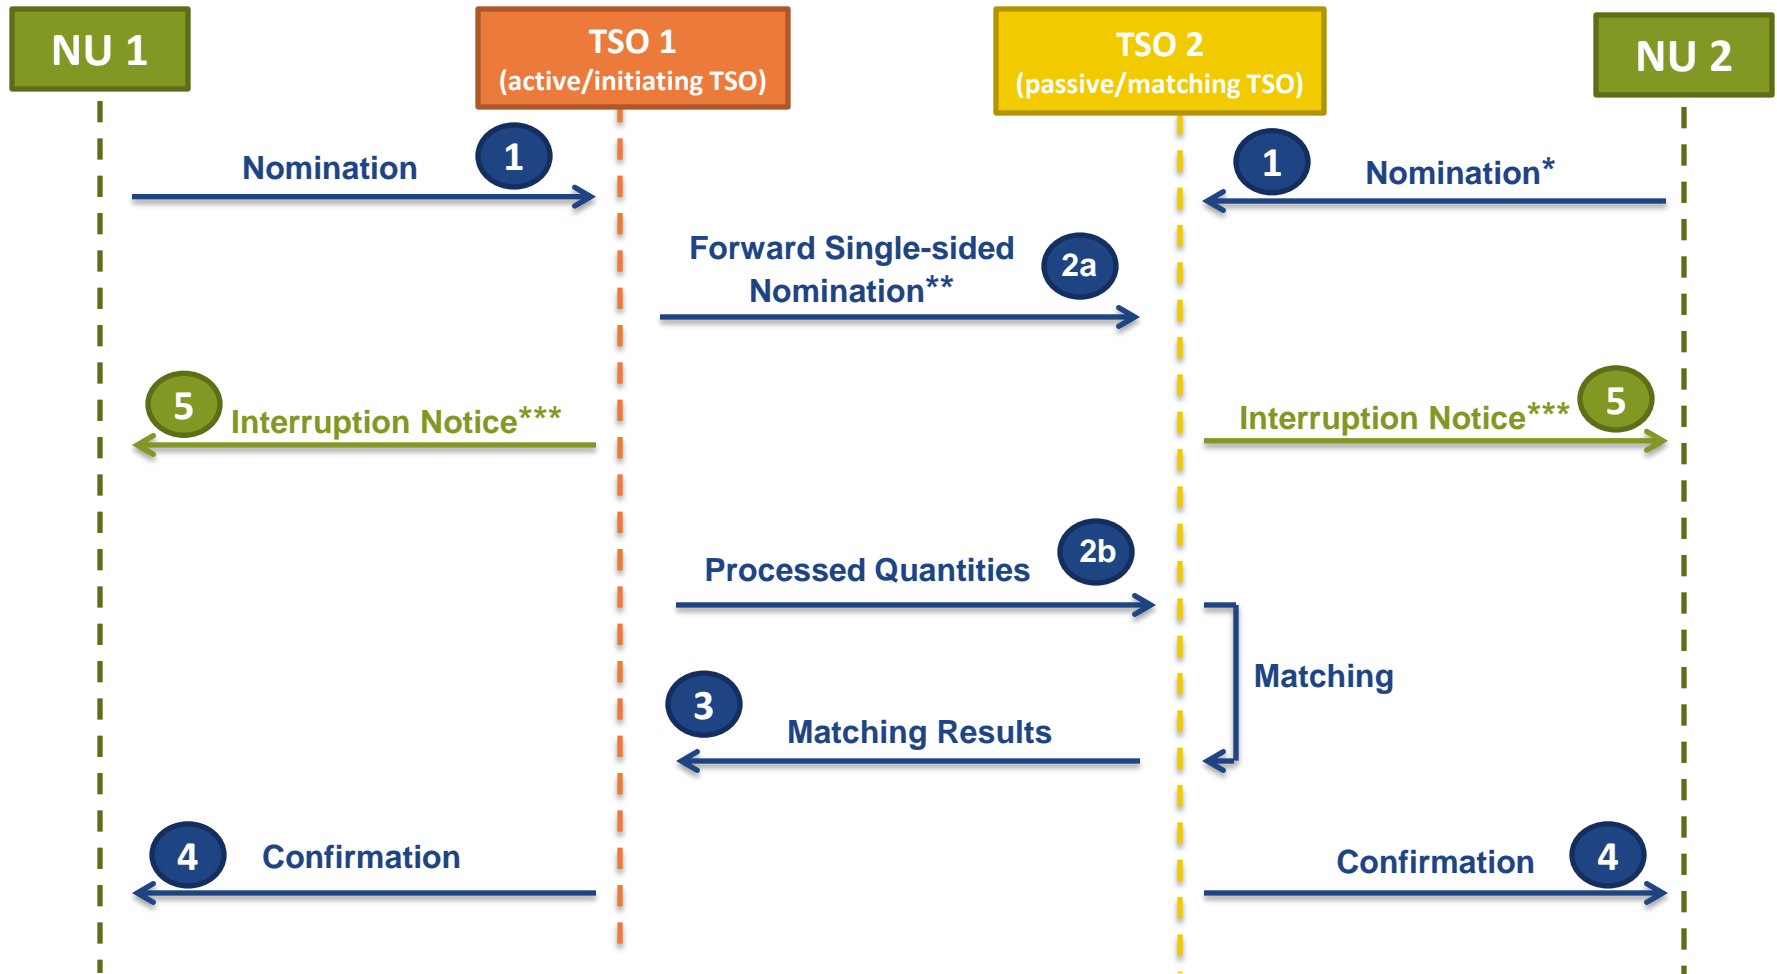 NU 1
TSO 1
(active/initiating TSO)
TSO 2
(passive/matching TSO)
NU 2
Nomination
1
1
Nomination*
Forward Single-sided
Nomination**
2a
5
Interruption Notice***
Interruption Notice***
5
Processed Quantities
2b
Matching
3
Matching Results
4
Confirmation
Confirmation
4